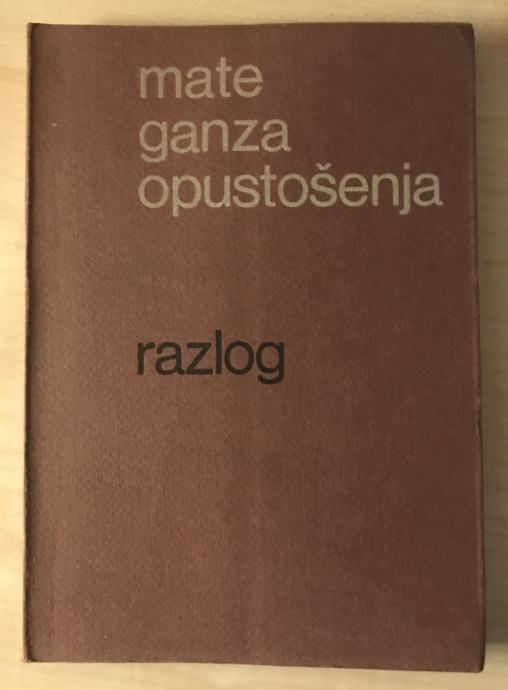 mate
ganza
opustošenja
razlog